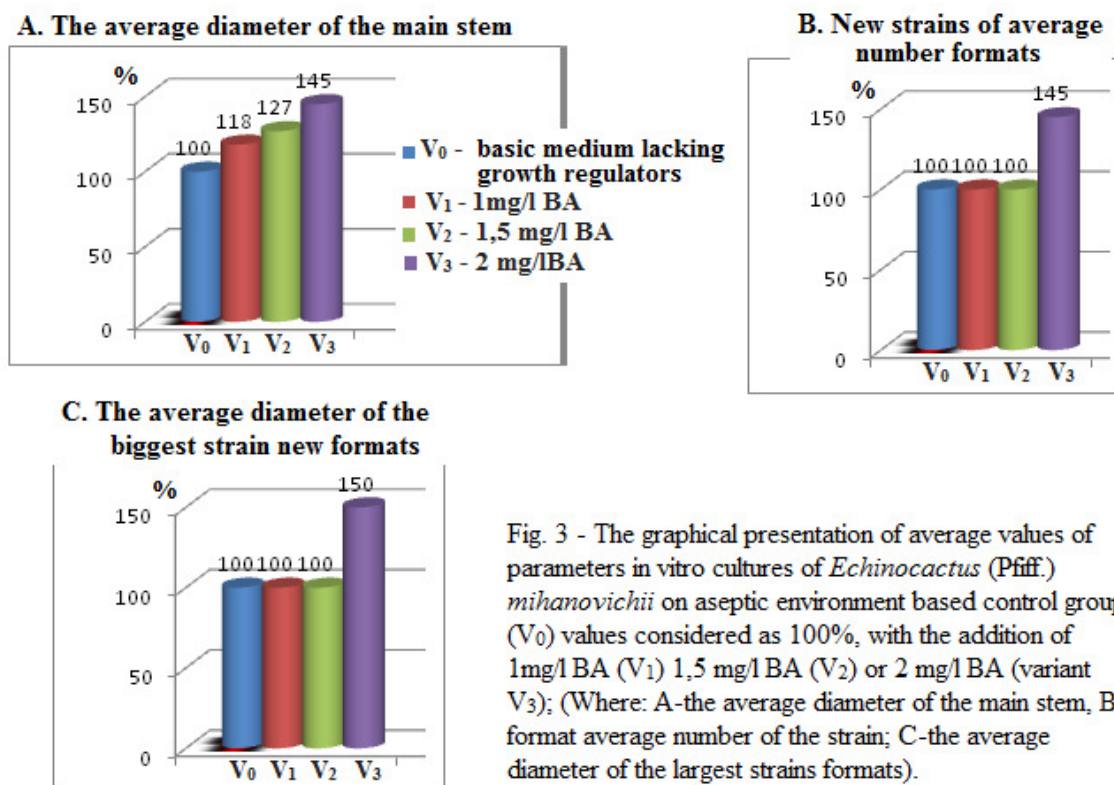 A. The average diameter of the main stem
%
150
100
50
0
100
118
127
145
V₀ V₁ V₂ V₃
V₀ - basic medium lacking
growth regulators
V₁ - 1mg/l BA
V₂ - 1,5 mg/l BA
V₃ - 2 mg/lBA
B. New strains of average
number formats
%
150
100
50
0
100 100 100
145
V₀ V₁ V₂ V₃
C. The average diameter of the
biggest strain new formats
%
150
100
50
0
100 100 100
150
V₀ V₁ V₂ V₃
Fig. 3 - The graphical presentation of average values of
parameters in vitro cultures of Echinocactus (Pfiff.)
mihanovichii on aseptic environment based control group
(V₀) values considered as 100%, with the addition of
1mg/l BA (V₁) 1,5 mg/l BA (V₂) or 2 mg/l BA (variant
V₃); (Where: A-the average diameter of the main stem, B
format average number of the strain; C-the average
diameter of the largest strains formats).